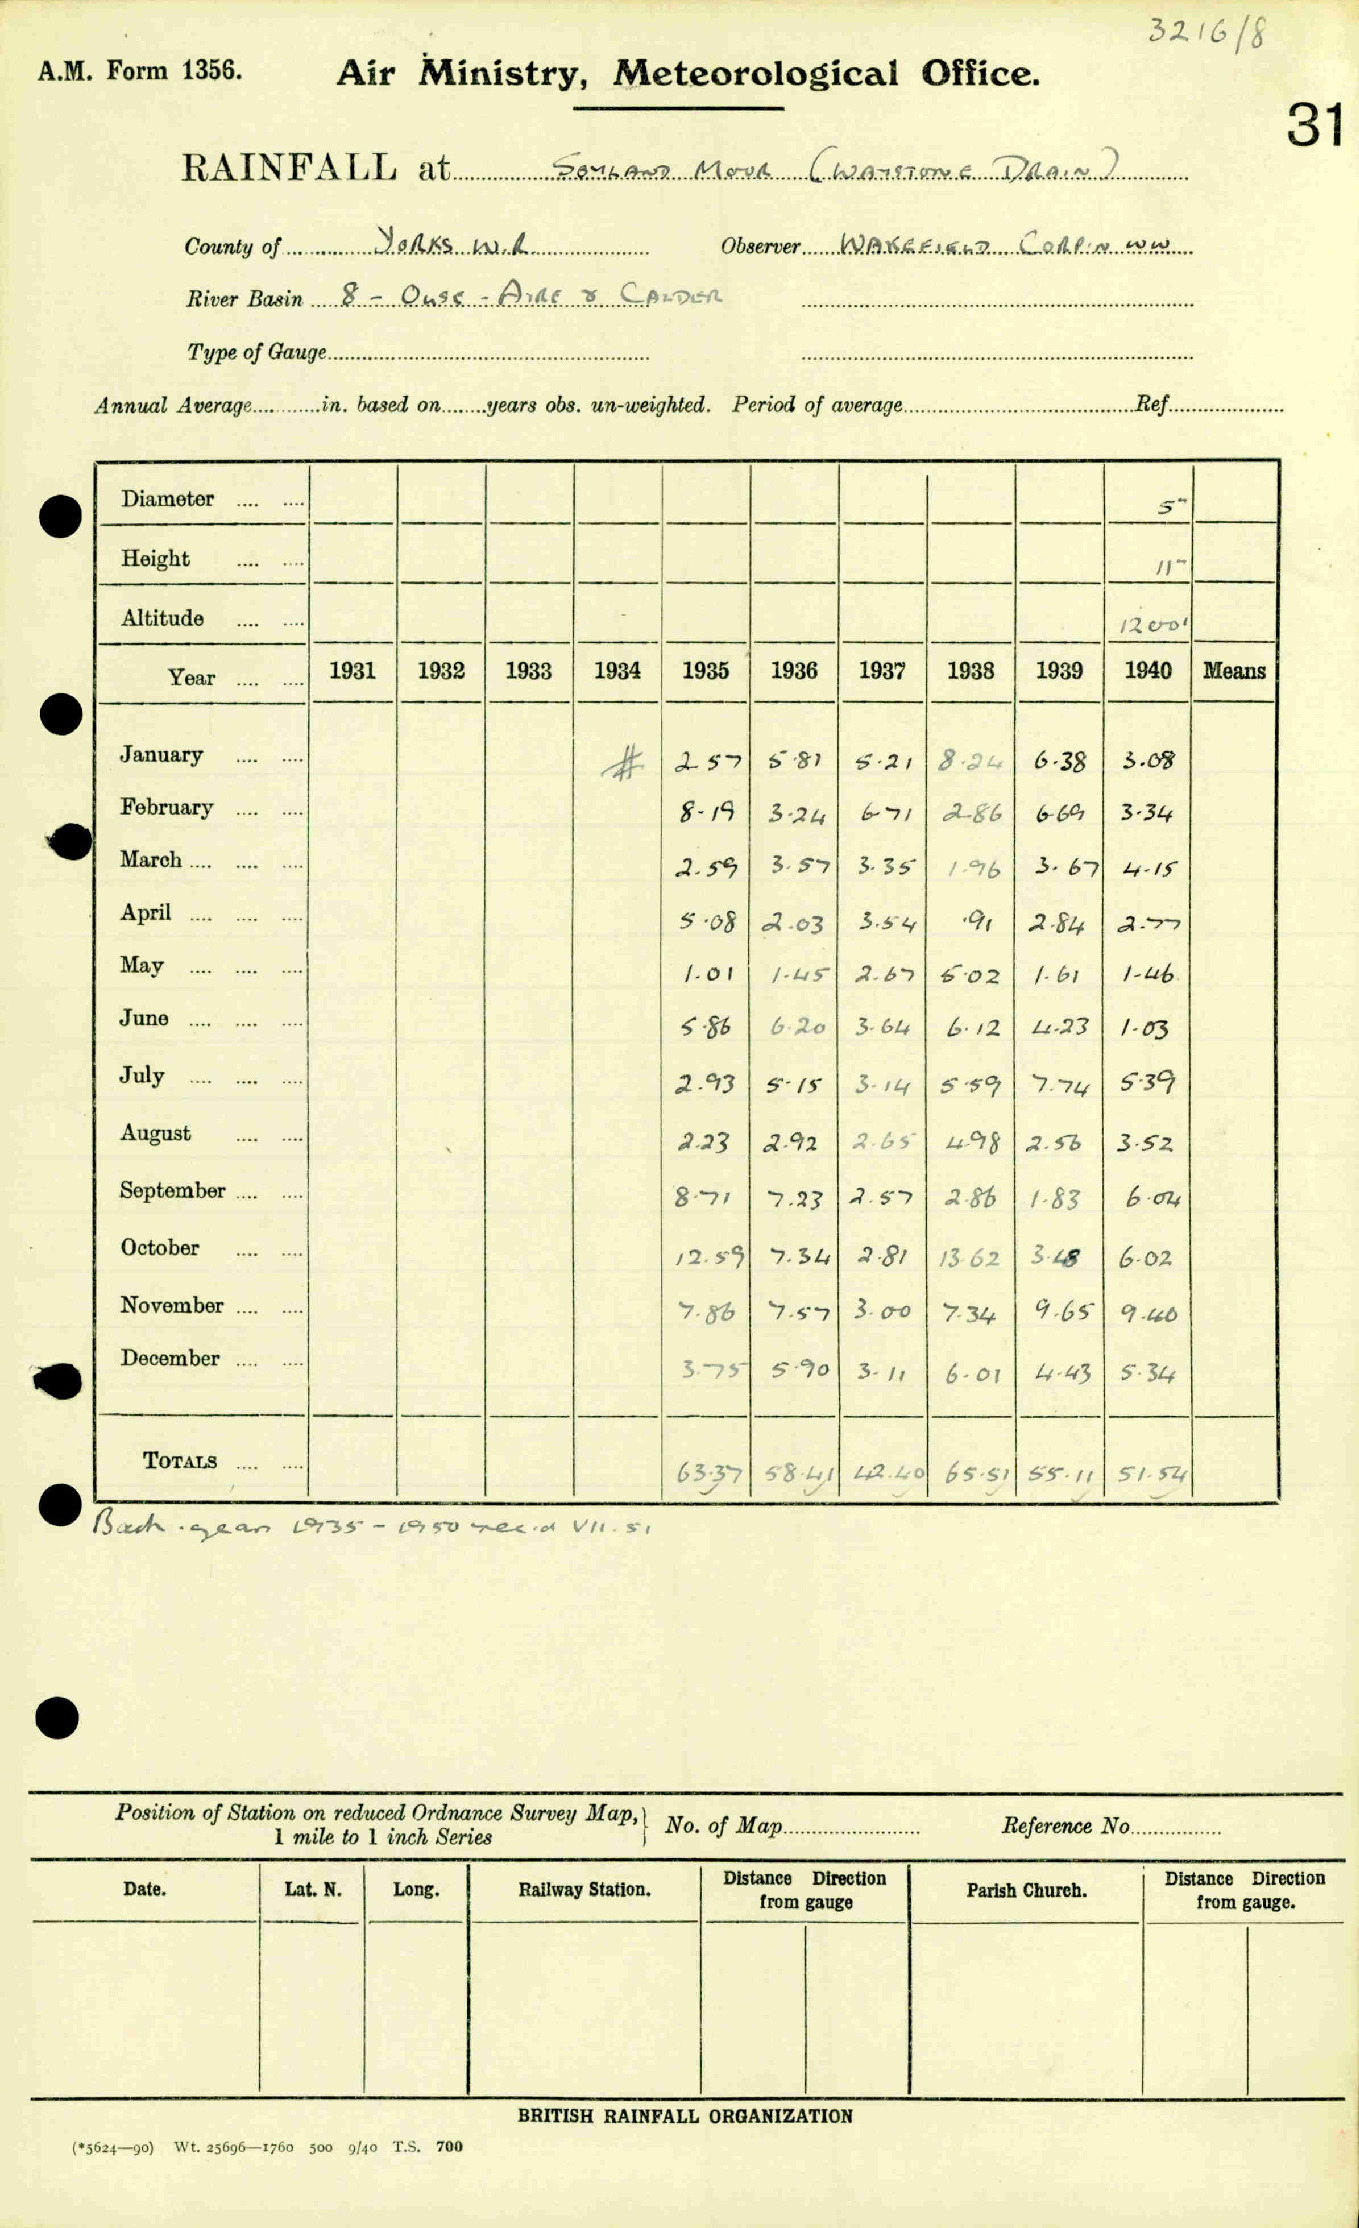 3216/8
A.M. Form 1356.
Air Ministry, Meteorological Office.
31
RAINFALL at SOYLAND MOOR (WAYSTONE DRAIN)
County of YORKS W.R. Observer WAKEFIELD CORP'N WW
River Basin 8 - OUSE - AIRE & CALDER
Type of Gauge
Annual Average in. based on years obs. un-weighted. Period of average Ref
Diameter 5"
Height 11"
Altitude 1200'
Year 1931 1932 1933 1934 1935 1936 1937 1938 1939 1940 Means
January # 2.57 5.81 5.21 8.24 6.38 3.08
February 8.19 3.24 6.71 2.86 6.69 3.34
March 2.59 3.57 3.35 1.96 3.67 4.15
April 5.08 2.03 3.54 .91 2.84 2.77
May 1.01 1.45 2.67 5.02 1.61 1.46
June 5.86 6.20 3.64 6.12 4.23 1.03
July 2.93 5.15 3.14 5.59 7.74 5.39
August 2.23 2.92 2.65 4.98 2.56 3.52
September 8.71 7.23 2.57 2.86 1.83 6.04
October 12.59 7.34 2.81 13.62 3.48 6.02
November 7.86 7.57 3.00 7.34 9.65 9.40
December 3.75 5.90 3.11 6.01 4.43 5.34
TOTALS 63.37 58.41 42.40 65.51 55.11 51.54
Back years 1935 - 1950 rec'd VII.51
Position of Station on reduced Ordnance Survey Map, 1 mile to 1 inch Series } No. of Map Reference No.
Date. Lat. N. Long. Railway Station. Distance Direction from gauge Parish Church. Distance Direction from gauge.
BRITISH RAINFALL ORGANIZATION
(*5624—90) Wt. 25696—1760 500 9/40 T.S. 700